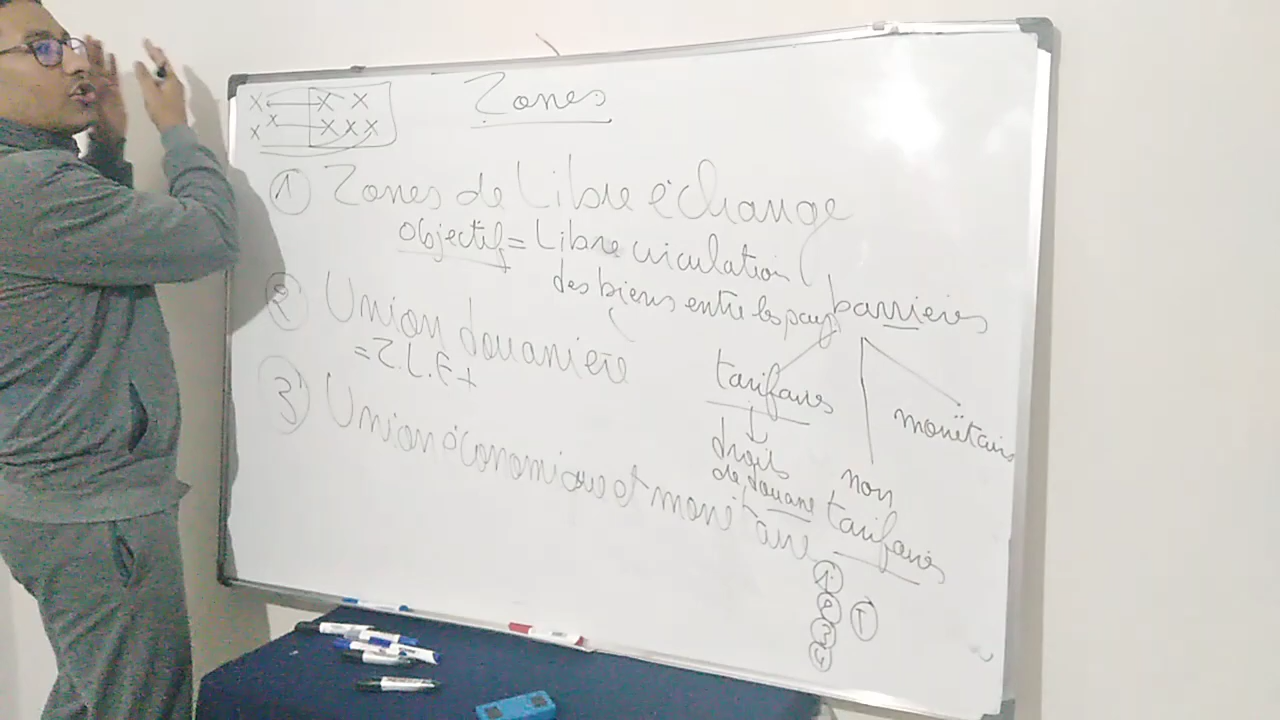 Zones
① Zones de Libre échange
objectif = Libre circulation
des biens entre les pays
barrières
tarifaires
monétaires
droits
de douane
non
tarifaires
② Union douanière
= Z.L.E +
③ Union économique et monétaire